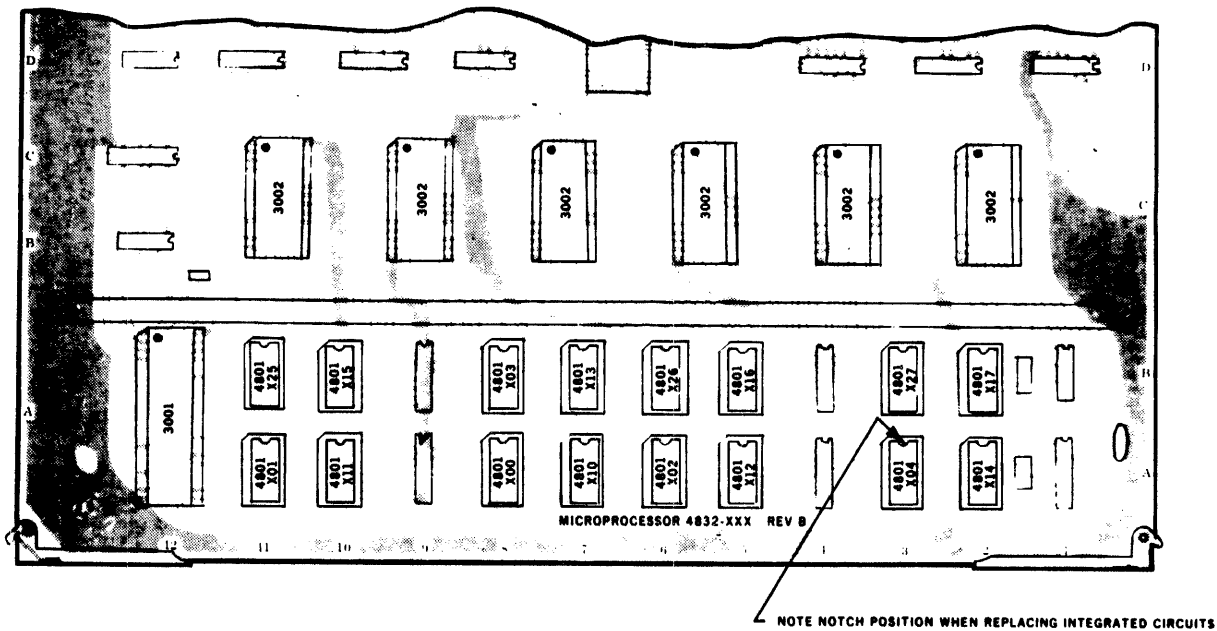 D
D
C
3002
3002
3002
3002
3002
3002
C
B
3001
4801 X25
4801 X15
4801 X03
4801 X13
4801 X26
4801 X16
4801 X27
4801 X17
B
A
4801 X01
4801 X11
4801 X00
4801 X10
4801 X02
4801 X12
4801 X04
4801 X14
A
MICROPROCESSOR 4832-XXX REV B
12 11 10 9 7 6 3 2
NOTE NOTCH POSITION WHEN REPLACING INTEGRATED CIRCUITS